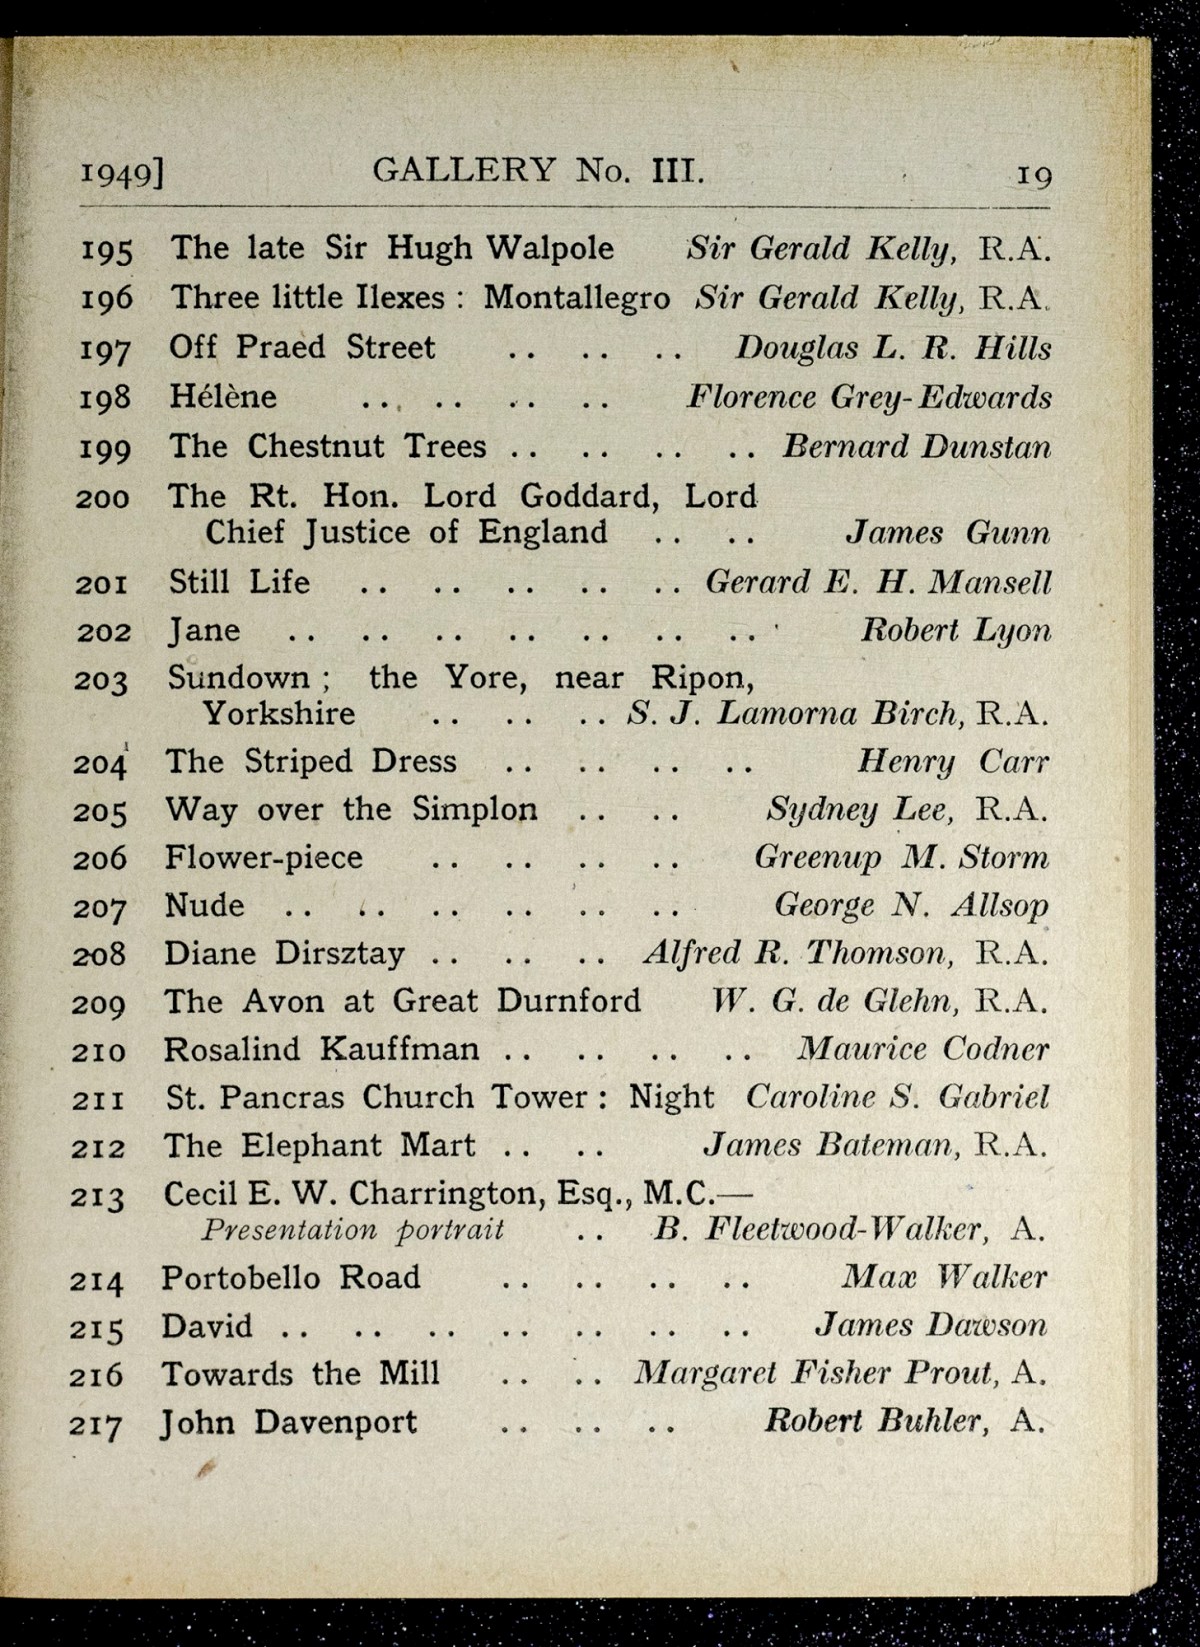 1949] GALLERY No. III. 19
195 The late Sir Hugh Walpole Sir Gerald Kelly, R.A.
196 Three little Ilexes : Montallegro Sir Gerald Kelly, R.A.
197 Off Praed Street .. .. .. Douglas L. R. Hills
198 Hélène .. .. .. .. Florence Grey-Edwards
199 The Chestnut Trees .. .. .. .. Bernard Dunstan
200 The Rt. Hon. Lord Goddard, Lord
Chief Justice of England .. .. James Gunn
201 Still Life .. .. .. .. .. Gerard E. H. Mansell
202 Jane .. .. .. .. .. .. .. Robert Lyon
203 Sundown ; the Yore, near Ripon,
Yorkshire .. .. .. S. J. Lamorna Birch, R.A.
204 The Striped Dress .. .. .. .. Henry Carr
205 Way over the Simplon .. .. Sydney Lee, R.A.
206 Flower-piece .. .. .. .. Greenup M. Storm
207 Nude .. .. .. .. .. .. George N. Allsop
208 Diane Dirsztay .. .. .. Alfred R. Thomson, R.A.
209 The Avon at Great Durnford W. G. de Glehn, R.A.
210 Rosalind Kauffman .. .. .. .. Maurice Codner
211 St. Pancras Church Tower : Night Caroline S. Gabriel
212 The Elephant Mart .. .. James Bateman, R.A.
213 Cecil E. W. Charrington, Esq., M.C.—
Presentation portrait .. B. Fleetwood-Walker, A.
214 Portobello Road .. .. .. .. Max Walker
215 David .. .. .. .. .. .. .. James Dawson
216 Towards the Mill .. .. Margaret Fisher Prout, A.
217 John Davenport .. .. .. Robert Buhler, A.